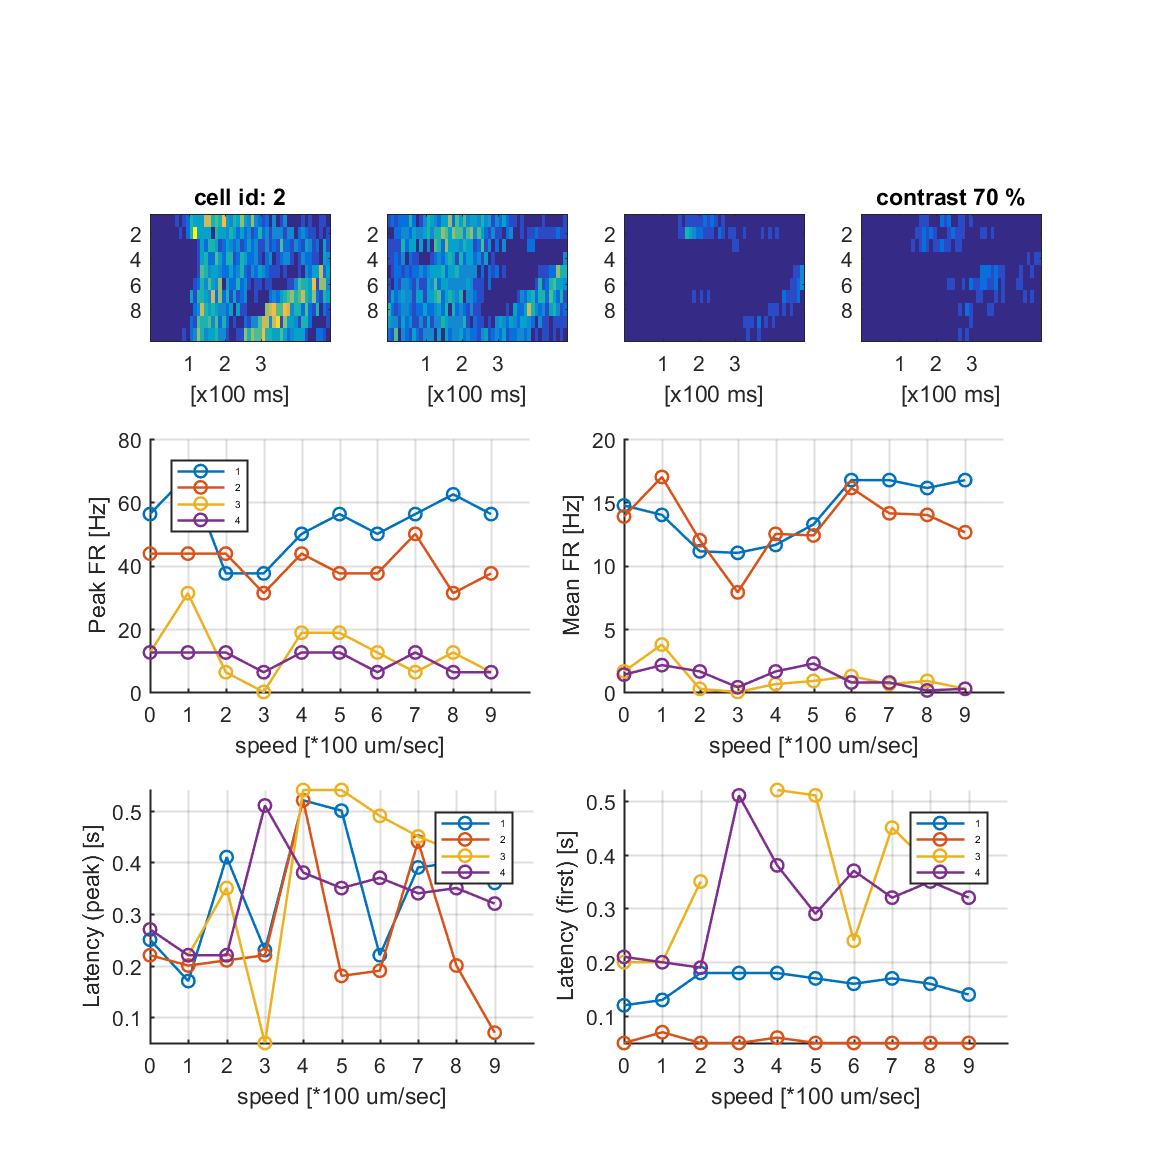 cell id: 2
contrast 70 %
2
4
6
8
1 2 3
[x100 ms]
2
4
6
8
1 2 3
[x100 ms]
2
4
6
8
1 2 3
[x100 ms]
2
4
6
8
1 2 3
[x100 ms]
Peak FR [Hz]
80
60
40
20
0
0 1 2 3 4 5 6 7 8 9
speed [*100 um/sec]
1
2
3
4
Mean FR [Hz]
20
15
10
5
0
0 1 2 3 4 5 6 7 8 9
speed [*100 um/sec]
Latency (peak) [s]
0.5
0.4
0.3
0.2
0.1
0 1 2 3 4 5 6 7 8 9
speed [*100 um/sec]
1
2
3
4
Latency (first) [s]
0.5
0.4
0.3
0.2
0.1
0 1 2 3 4 5 6 7 8 9
speed [*100 um/sec]
1
2
3
4